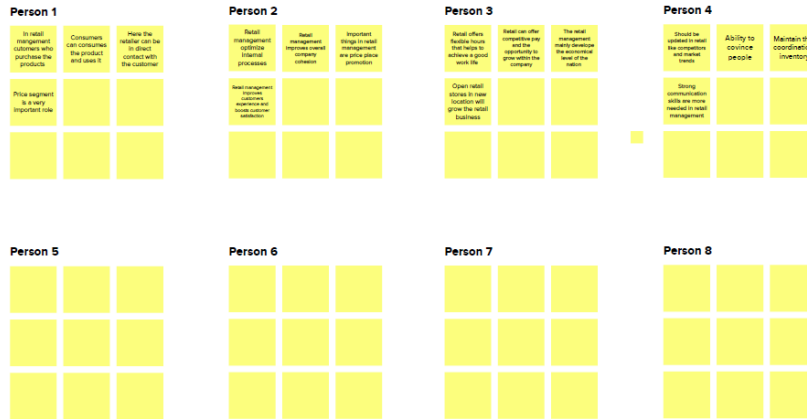 Person 1
In retail
mangement
cutomers who
purchase the
products
Consumers
can consumes
the product
and uses it
Here the
retailer can be
in direct
contact with
the customer
Price segment
is a very
important role
Person 2
Retail
management
optimize
internal
processes
Retail
management
improves overall
company
cohesion
Important
things in retail
management
are price place
promotion
Retail management
improves
customers
experience and
boosts customer
satisfaction
Person 3
Retail offers
flexible hours
that helps to
achieve a good
work life
Retail can offer
competitive pay
and the
opportunity to
grow within the
company
The retail
management
mainly develope
the economical
level of the
nation
Open retail
stores in new
location will
grow the retail
business
Person 4
Should be
updated in retail
like competitors
and market
trends
Ability to
covince
people
Maintain th
coordinatio
inventory
Strong
communication
skills are more
needed in retail
management
Person 5
Person 6
Person 7
Person 8